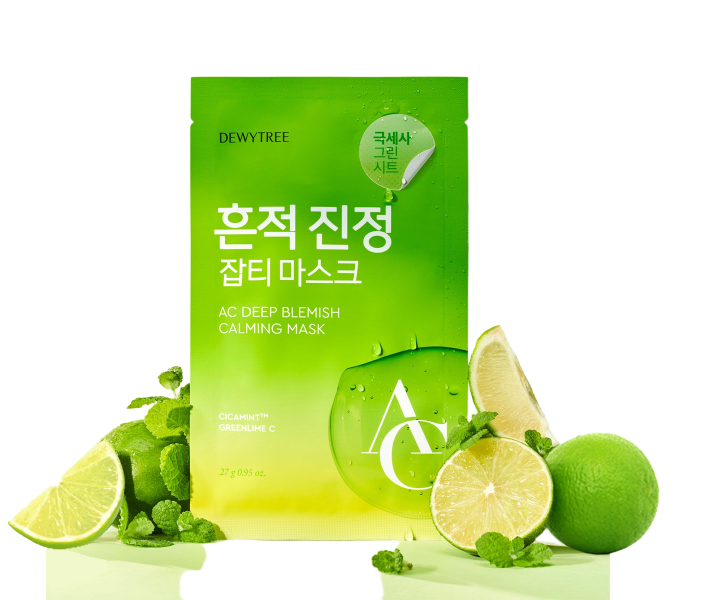 DEWYTREE
극세사
그린
시트
흔적 진정
잡티 마스크
AC DEEP BLEMISH
CALMING MASK
CICAMINT™
GREENLIME C
27 g 0.95 oz.
AC